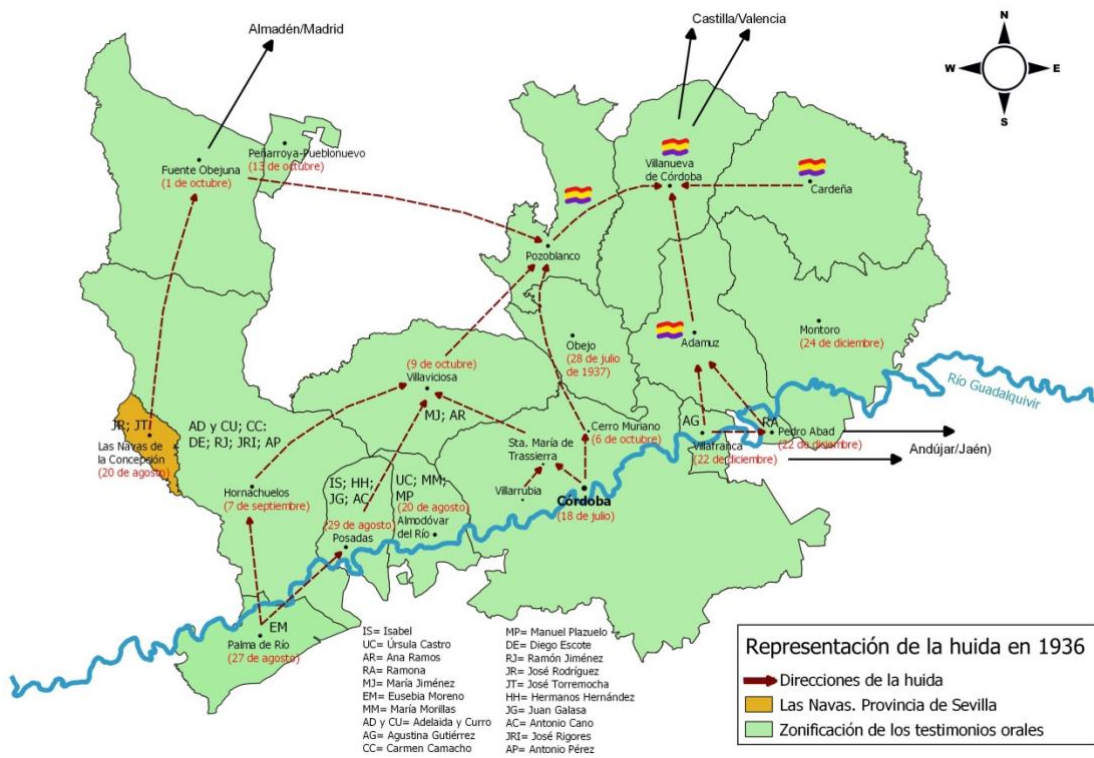 Almadén/Madrid
Castilla/Valencia
N
W
E
S
Peñarroya-Pueblonuevo
(13 de octubre)
Fuente Obejuna
(1 de octubre)
Villanueva
de Córdoba
Cardeña
Pozoblanco
Obejo
(28 de julio
de 1937)
Adamuz
Montoro
(24 de diciembre)
Río Guadalquivir
(9 de octubre)
Villaviciosa
MJ; AR
JR; JT
Las Navas de
la Concepción
(20 de agosto)
AD y CU; CC:
DE; RJ; JRI; AP
Sta. María de
Trassierra
Cerro Muriano
(6 de octubre)
AG
Villafranca
(22 de diciembre)
RA
Pedro Abad
(22 de diciembre)
Andújar/Jaén)
Hornachuelos
(7 de septiembre)
IS; HH;
JG; AC
(29 de agosto)
Posadas
UC; MM;
MP
(20 de agosto)
Almodóvar
del Río
Villarrubia
Córdoba
(18 de julio)
EM
Palma de Río
(27 de agosto)
IS= Isabel
UC= Úrsula Castro
AR= Ana Ramos
RA= Ramona
MJ= María Jiménez
EM= Eusebia Moreno
MM= María Morillas
AD y CU= Adelaida y Curro
AG= Agustina Gutiérrez
CC= Carmen Camacho
MP= Manuel Plazuelo
DE= Diego Escote
RJ= Ramón Jiménez
JR= José Rodríguez
JT= José Torremocha
HH= Hermanos Hernández
JG= Juan Galasa
AC= Antonio Cano
JRI= José Rigores
AP= Antonio Pérez
Representación de la huida en 1936
Direcciones de la huida
Las Navas. Provincia de Sevilla
Zonificación de los testimonios orales